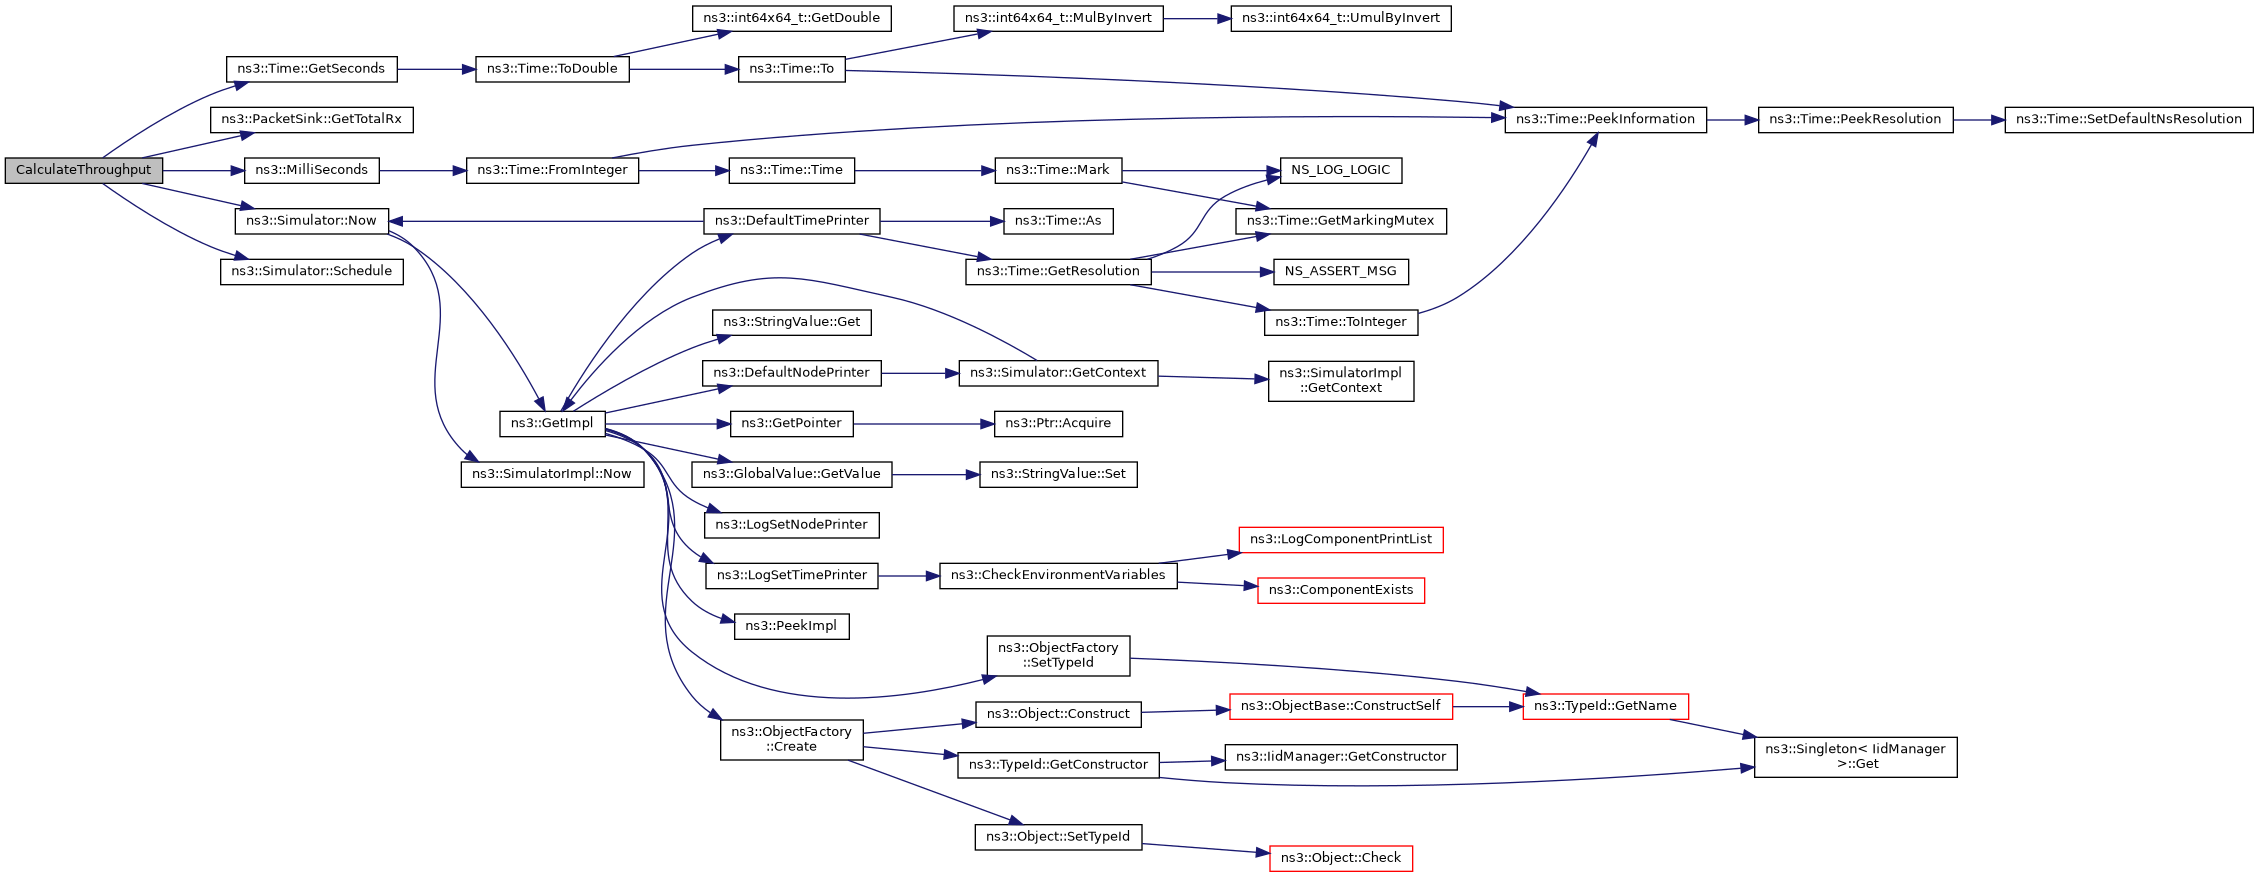 ns3::int64x64_t::GetDouble
ns3::int64x64_t::MulByInvert
ns3::int64x64_t::UmulByInvert
ns3::Time::GetSeconds
ns3::Time::ToDouble
ns3::Time::To
ns3::PacketSink::GetTotalRx
ns3::Time::PeekInformation
ns3::Time::PeekResolution
ns3::Time::SetDefaultNsResolution
CalculateThroughput
ns3::MilliSeconds
ns3::Time::FromInteger
ns3::Time::Time
ns3::Time::Mark
NS_LOG_LOGIC
ns3::Simulator::Now
ns3::DefaultTimePrinter
ns3::Time::As
ns3::Time::GetMarkingMutex
ns3::Simulator::Schedule
ns3::Time::GetResolution
NS_ASSERT_MSG
ns3::StringValue::Get
ns3::Time::ToInteger
ns3::DefaultNodePrinter
ns3::Simulator::GetContext
ns3::SimulatorImpl
::GetContext
ns3::GetImpl
ns3::GetPointer
ns3::Ptr::Acquire
ns3::SimulatorImpl::Now
ns3::GlobalValue::GetValue
ns3::StringValue::Set
ns3::LogSetNodePrinter
ns3::LogComponentPrintList
ns3::LogSetTimePrinter
ns3::CheckEnvironmentVariables
ns3::ComponentExists
ns3::PeekImpl
ns3::ObjectFactory
::SetTypeId
ns3::Object::Construct
ns3::ObjectBase::ConstructSelf
ns3::TypeId::GetName
ns3::ObjectFactory
::Create
ns3::TypeId::GetConstructor
ns3::IidManager::GetConstructor
ns3::Singleton< IidManager
>::Get
ns3::Object::SetTypeId
ns3::Object::Check